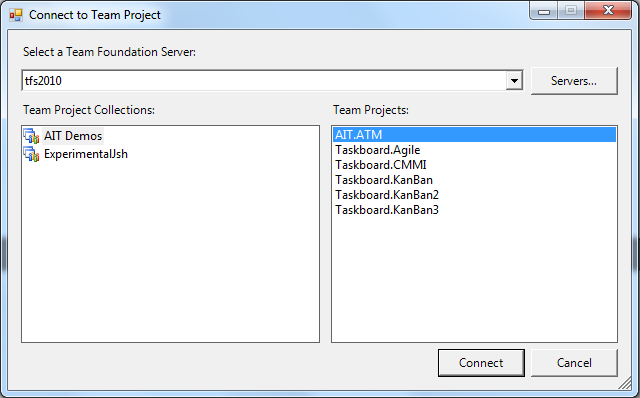 Connect to Team Project
Select a Team Foundation Server:
tfs2010
Servers...
Team Project Collections:
Team Projects:
AIT Demos
ExperimentalJsh
AIT.ATM
Taskboard.Agile
Taskboard.CMMI
Taskboard.KanBan
Taskboard.KanBan2
Taskboard.KanBan3
Connect
Cancel